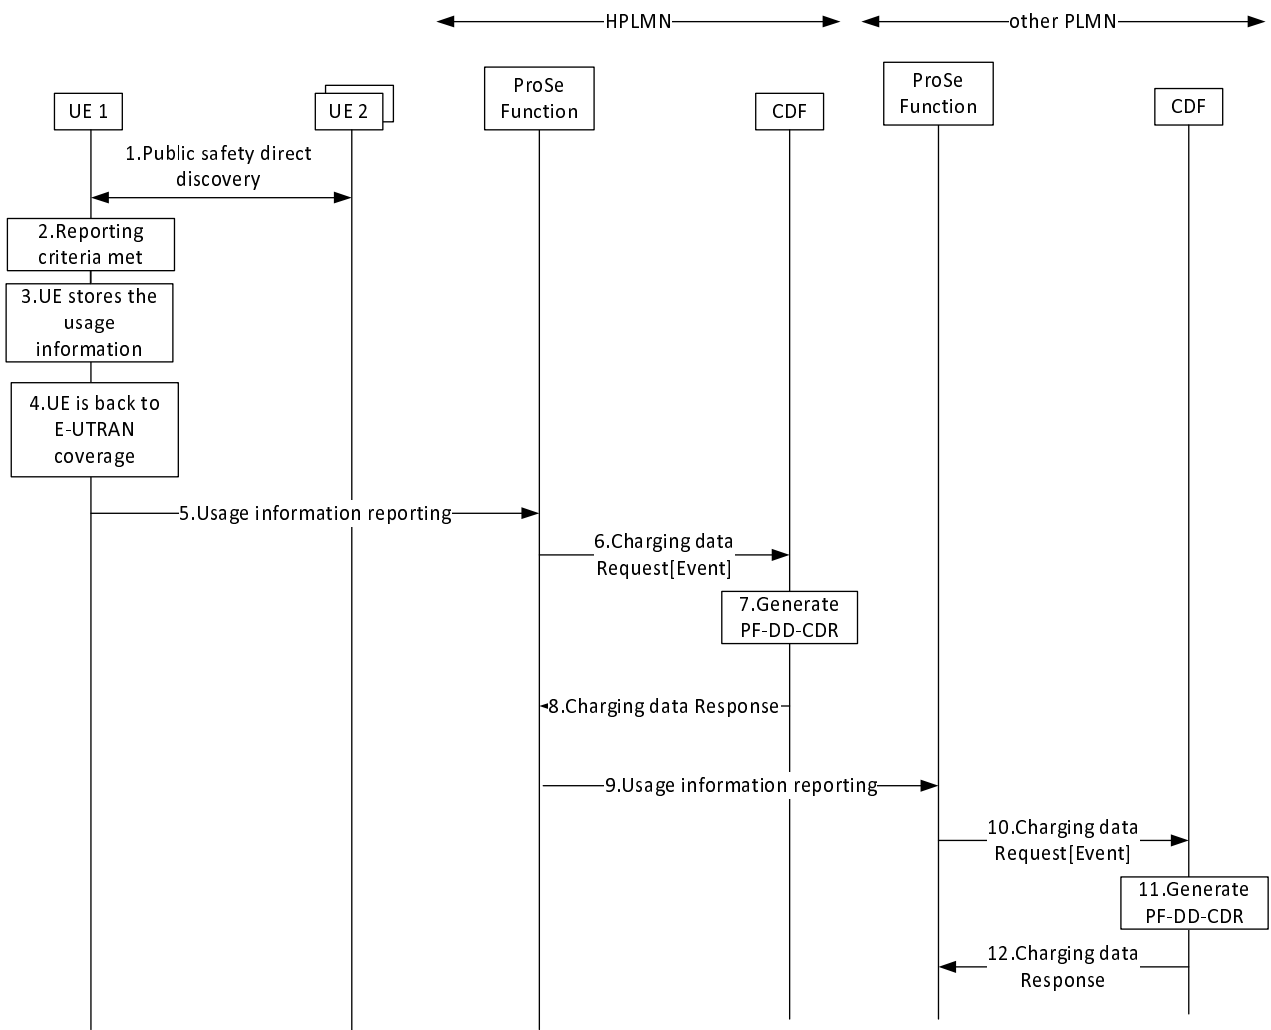 HPLMN
other PLMN
UE 1
UE 2
ProSe
Function
CDF
ProSe
Function
CDF
1.Public safety direct
discovery
2.Reporting
criteria met
3.UE stores the
usage
information
4.UE is back to
E-UTRAN
coverage
5.Usage information reporting
6.Charging data
Request[Event]
7.Generate
PF-DD-CDR
8.Charging data Response
9.Usage information reporting
10.Charging data
Request[Event]
11.Generate
PF-DD-CDR
12.Charging data
Response